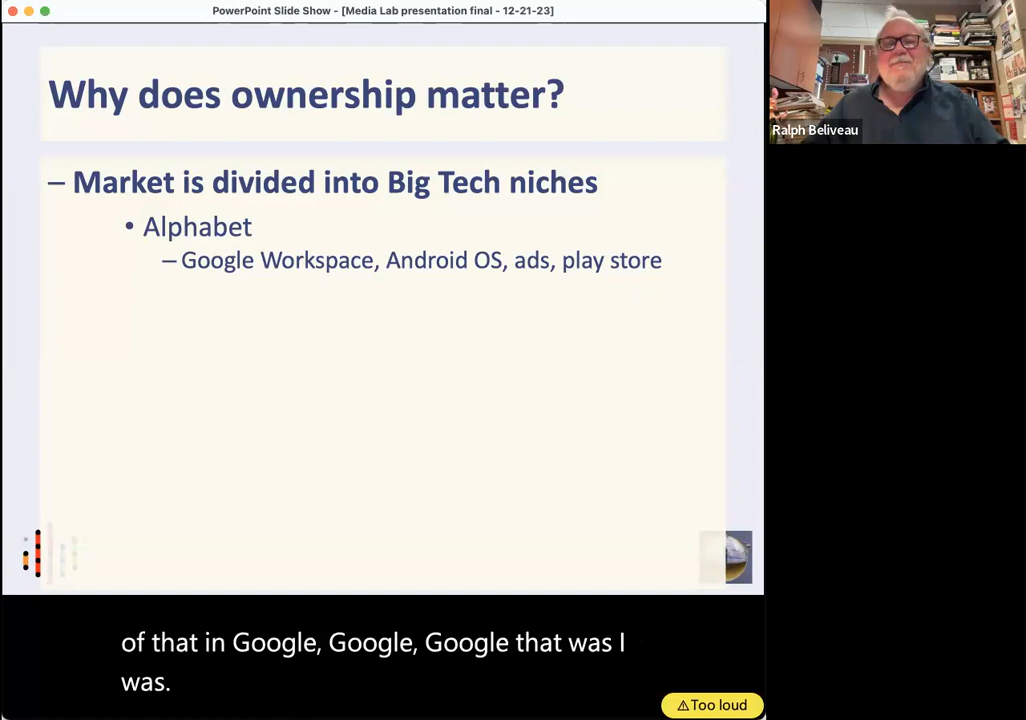 PowerPoint Slide Show - [Media Lab presentation final - 12-21-23]
Why does ownership matter?
– Market is divided into Big Tech niches
• Alphabet
– Google Workspace, Android OS, ads, play store
Ralph Beliveau
of that in Google, Google, Google that was I
was.
⚠Too loud